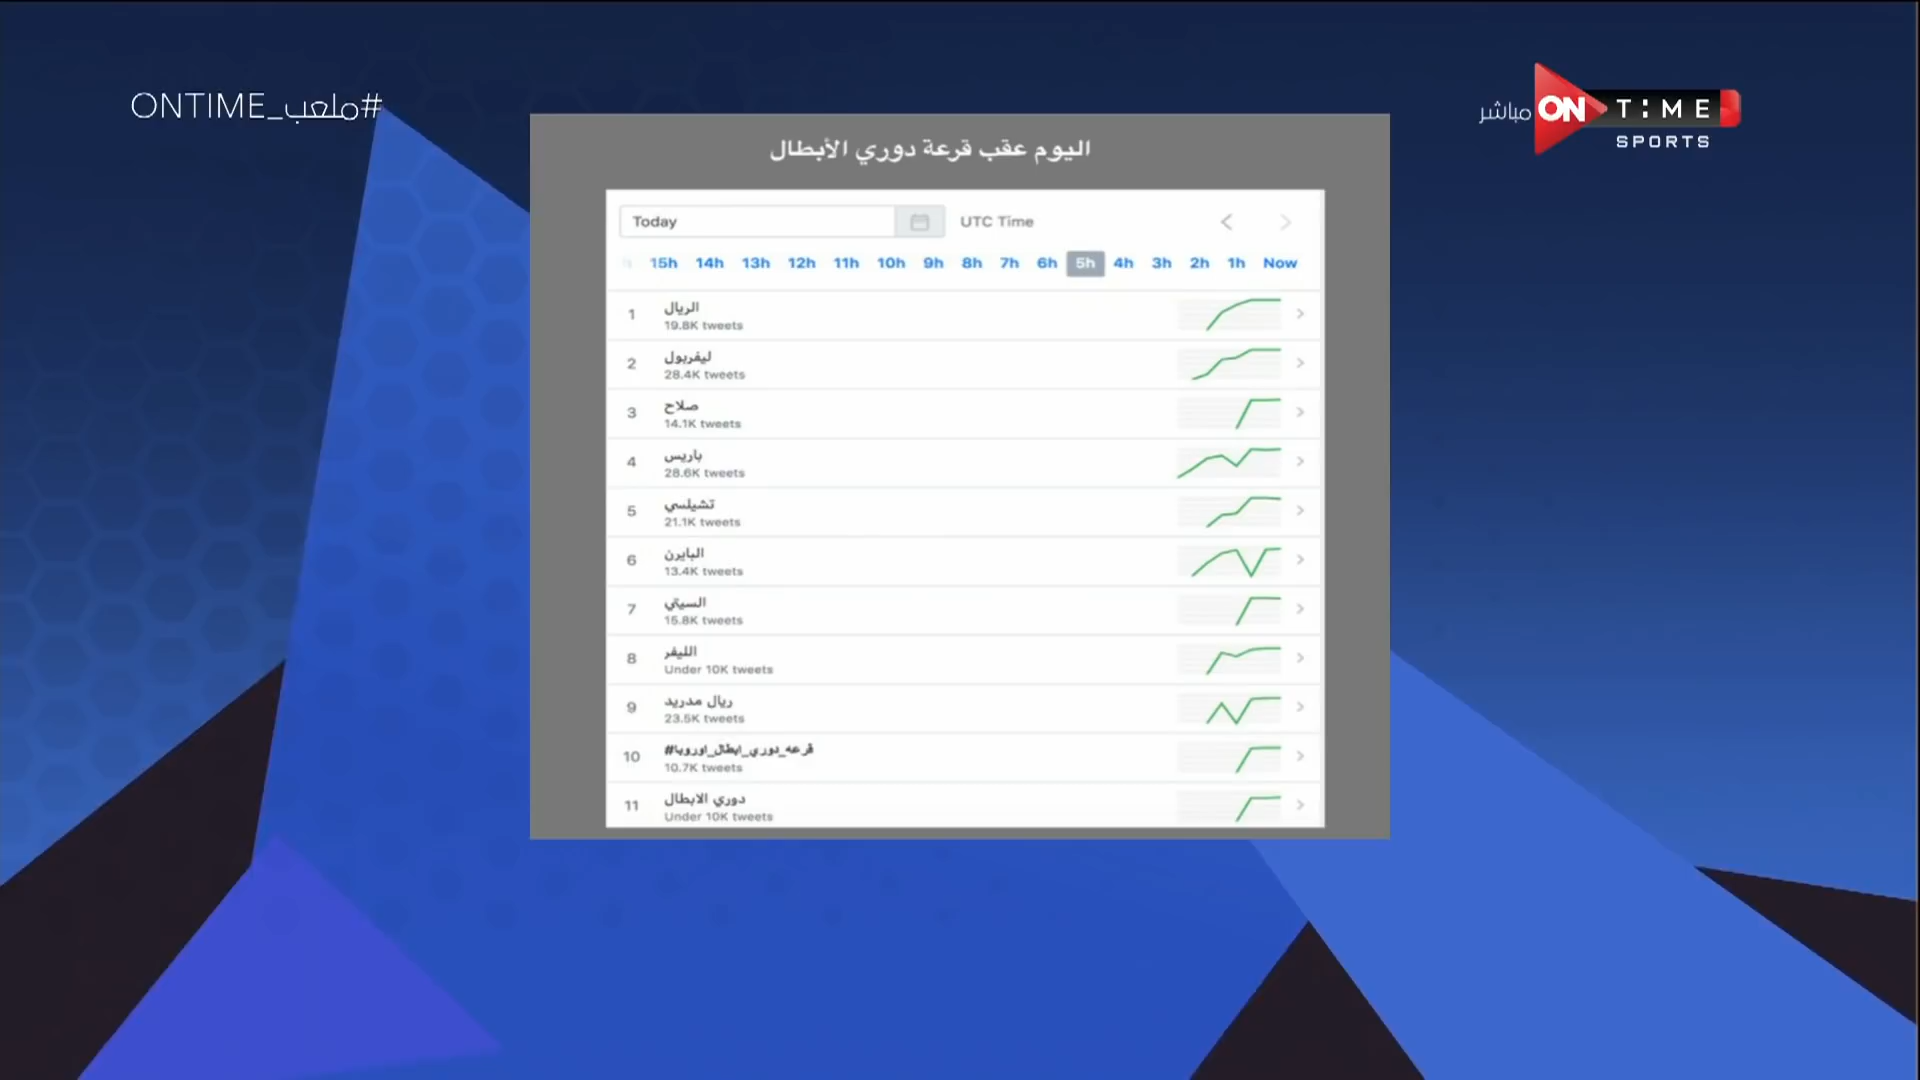 #ملعب_ONTIME
مباشر ON TIME
SPORTS
اليوم عقب قرعة دوري الأبطال
Today UTC Time < >
15h 14h 13h 12h 11h 10h 9h 8h 7h 6h 5h 4h 3h 2h 1h Now
1 الريال
19.8K tweets
2 ليفربول
28.4K tweets
3 صلاح
14.1K tweets
4 باريس
28.6K tweets
5 تشيلسي
21.1K tweets
6 البايرن
13.4K tweets
7 السيتي
15.8K tweets
8 الليفر
Under 10K tweets
9 ريال مدريد
23.5K tweets
10 #قرعه_دوري_ابطال_اوروبا
10.7K tweets
11 دوري الابطال
Under 10K tweets